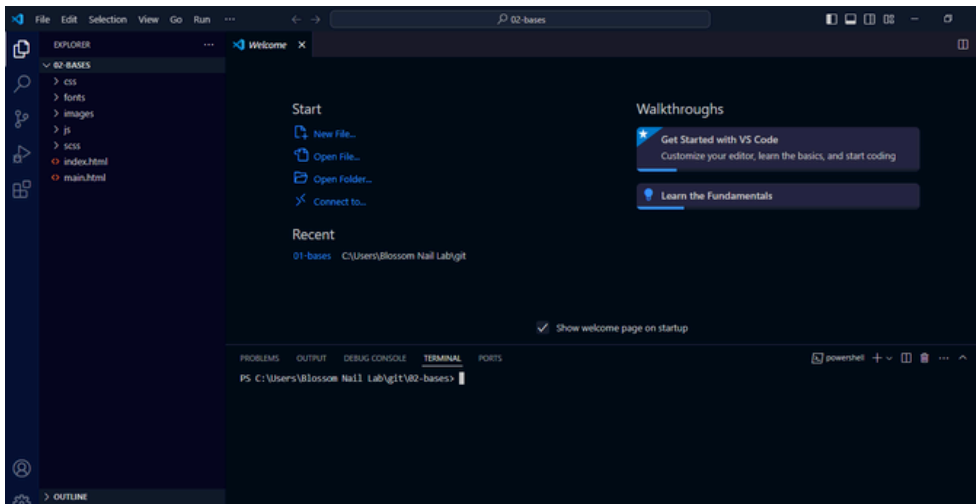 File Edit Selection View Go Run ···
02-bases
EXPLORER ···
Welcome ×
02-BASES
> css
> fonts
> images
> js
> scss
<> index.html
<> main.html
> OUTLINE
Start
New File...
Open File...
Open Folder...
Connect to...
Recent
01-bases C:\Users\Blossom Nail Lab\git
Walkthroughs
Get Started with VS Code
Customize your editor, learn the basics, and start coding
Learn the Fundamentals
Show welcome page on startup
PROBLEMS OUTPUT DEBUG CONSOLE TERMINAL PORTS
powershell
PS C:\Users\Blossom Nail Lab\git\02-bases>